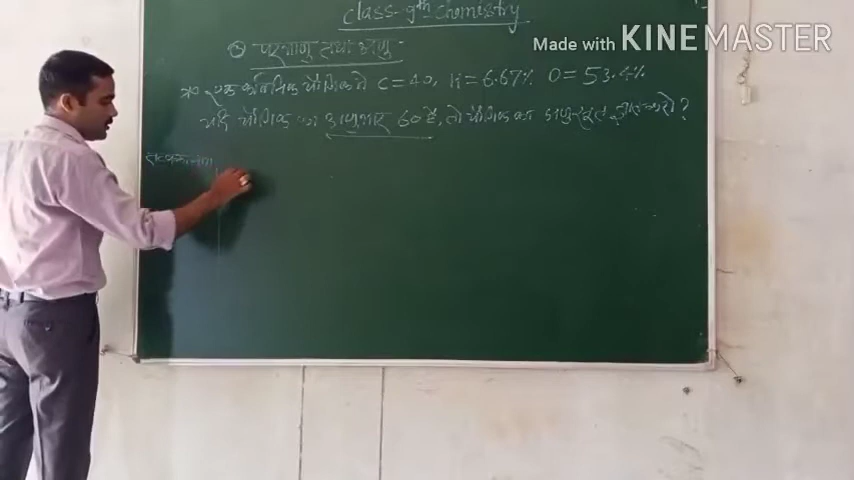 class-9th chemistry
Made with KINEMASTER
परमाणु तथा अणु
एक कार्बनिक यौगिक में C=40, H=6.67% O=53.4%
यदि यौगिक का अणुभार 60 है, तो यौगिक का अणुसूत्र ज्ञात करो ?